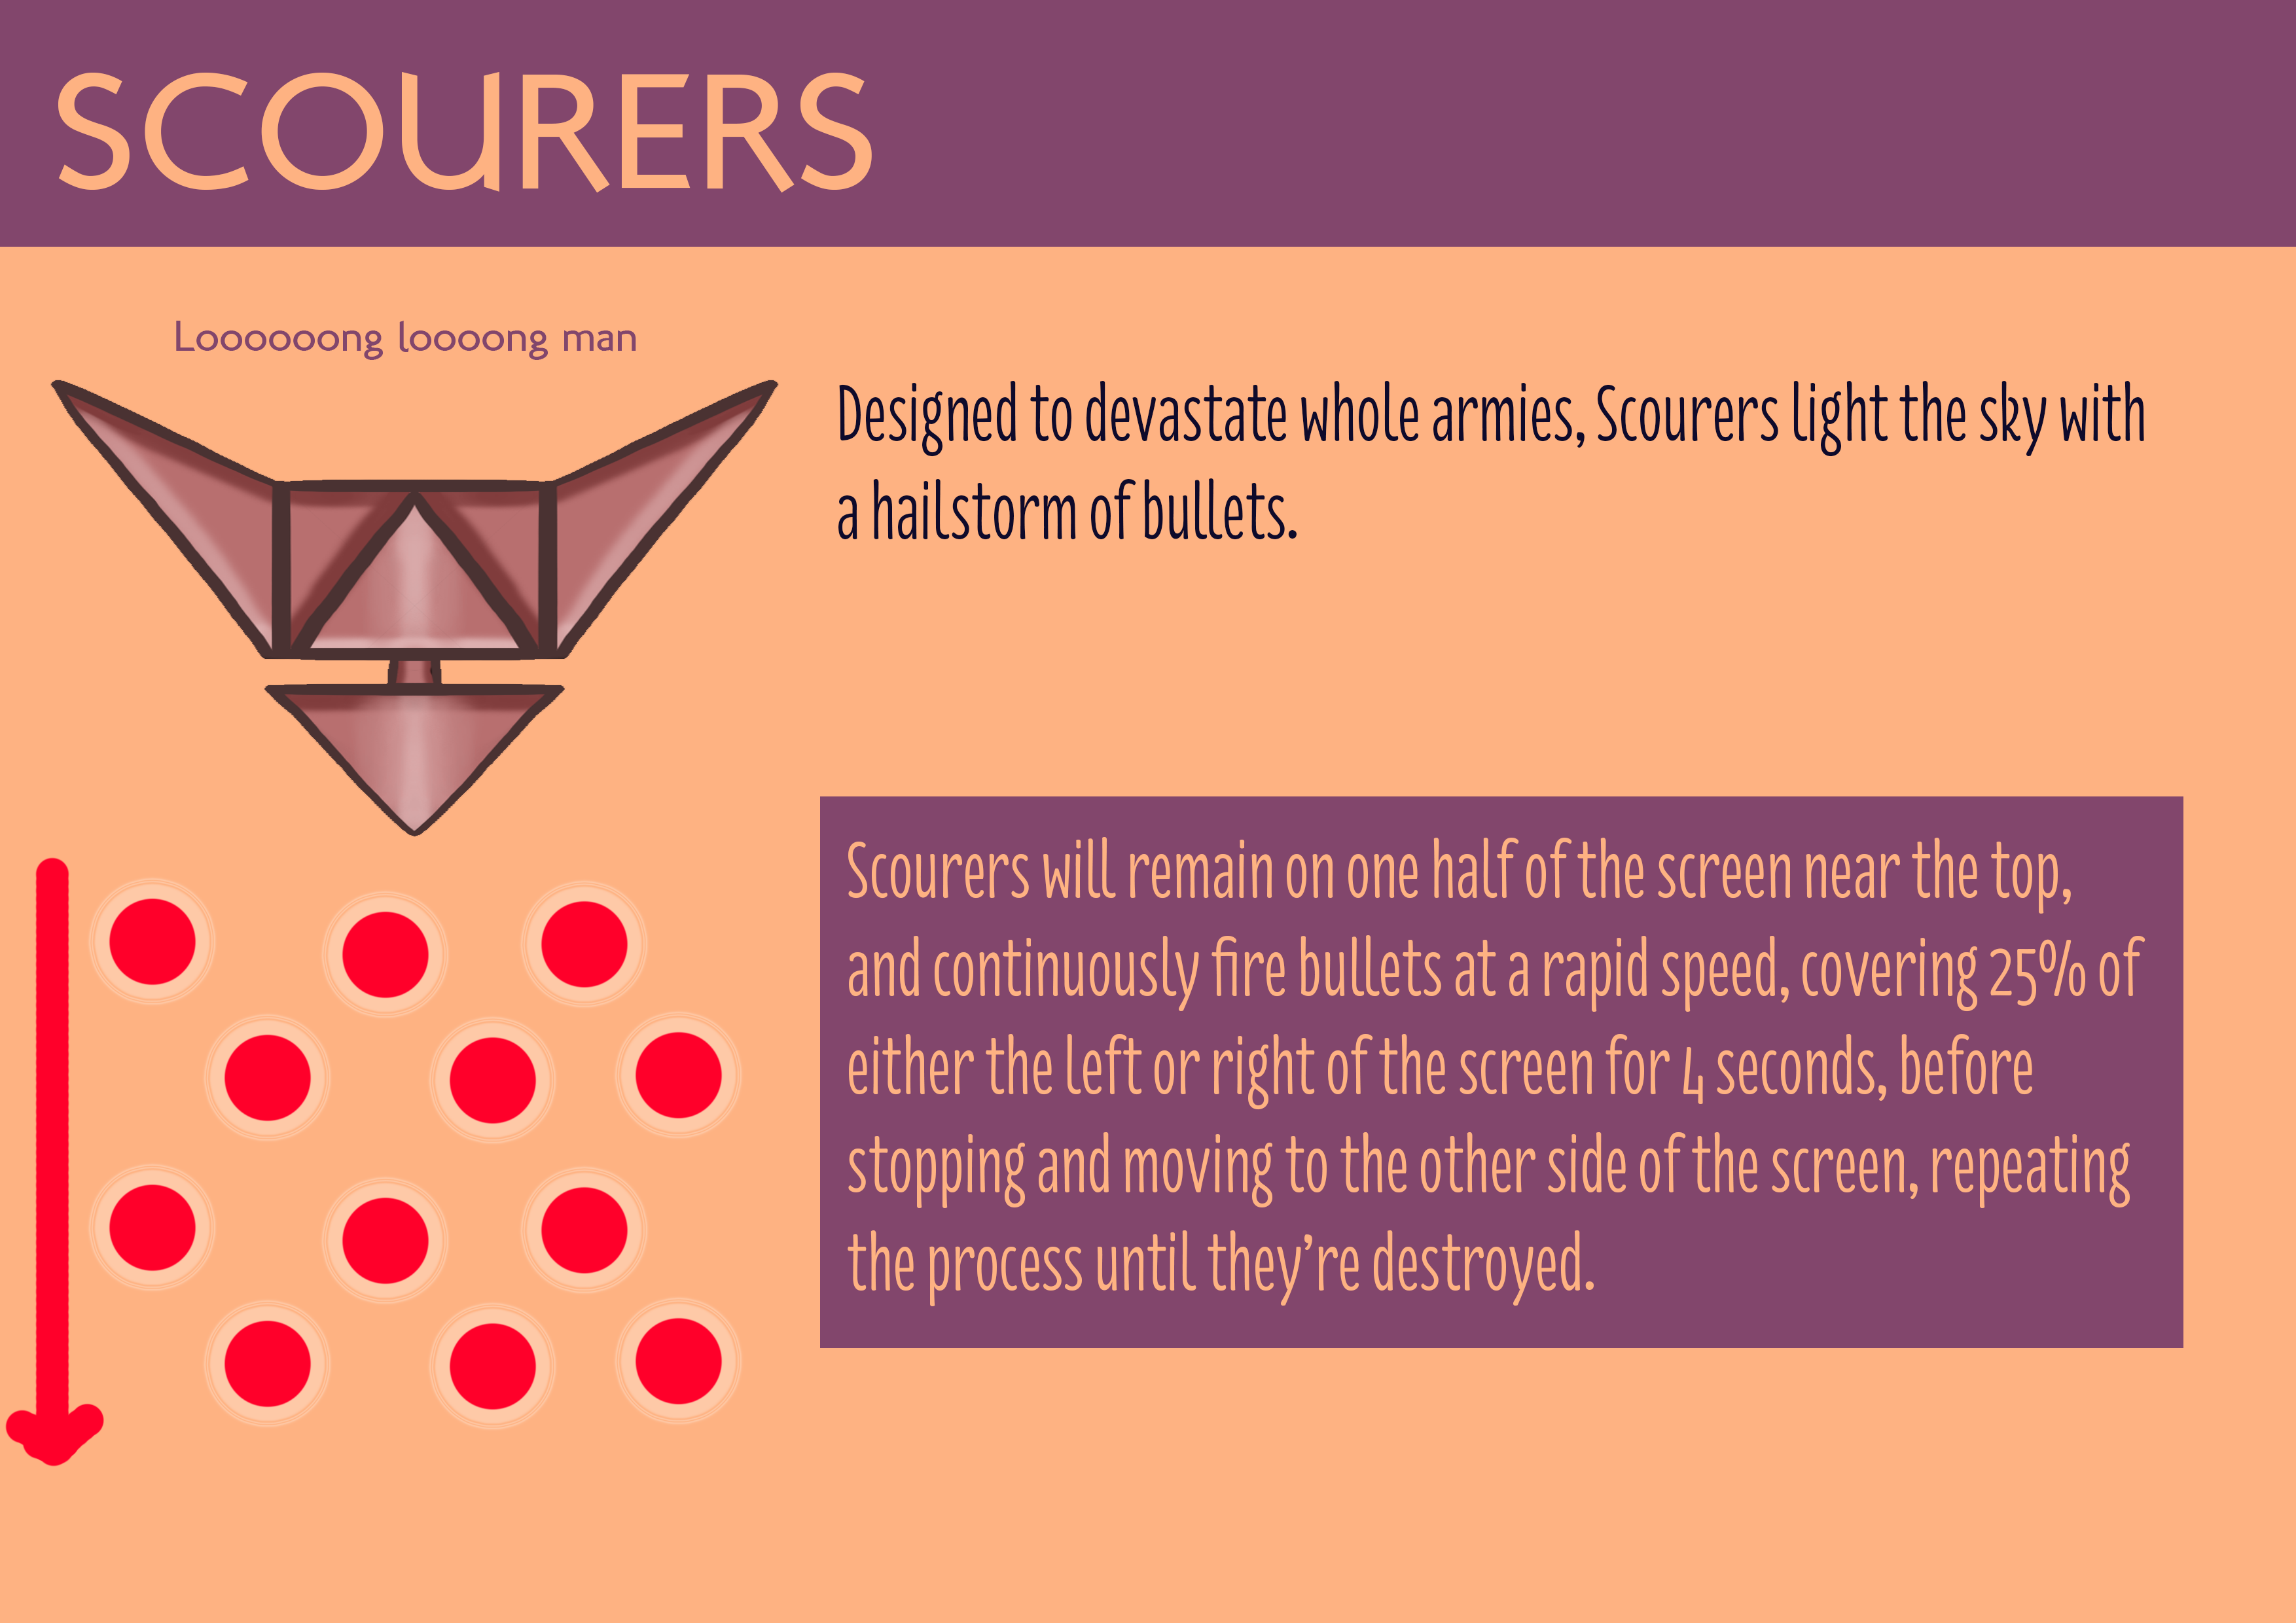 SCOURERS
Loooooong loooong man
Designed to devastate whole armies, Scourers light the sky with
a hailstorm of bullets.
Scourers will remain on one half of the screen near the top,
and continuously fire bullets at a rapid speed, covering 25% of
either the left or right of the screen for 4 seconds, before
stopping and moving to the other side of the screen, repeating
the process until they’re destroyed.